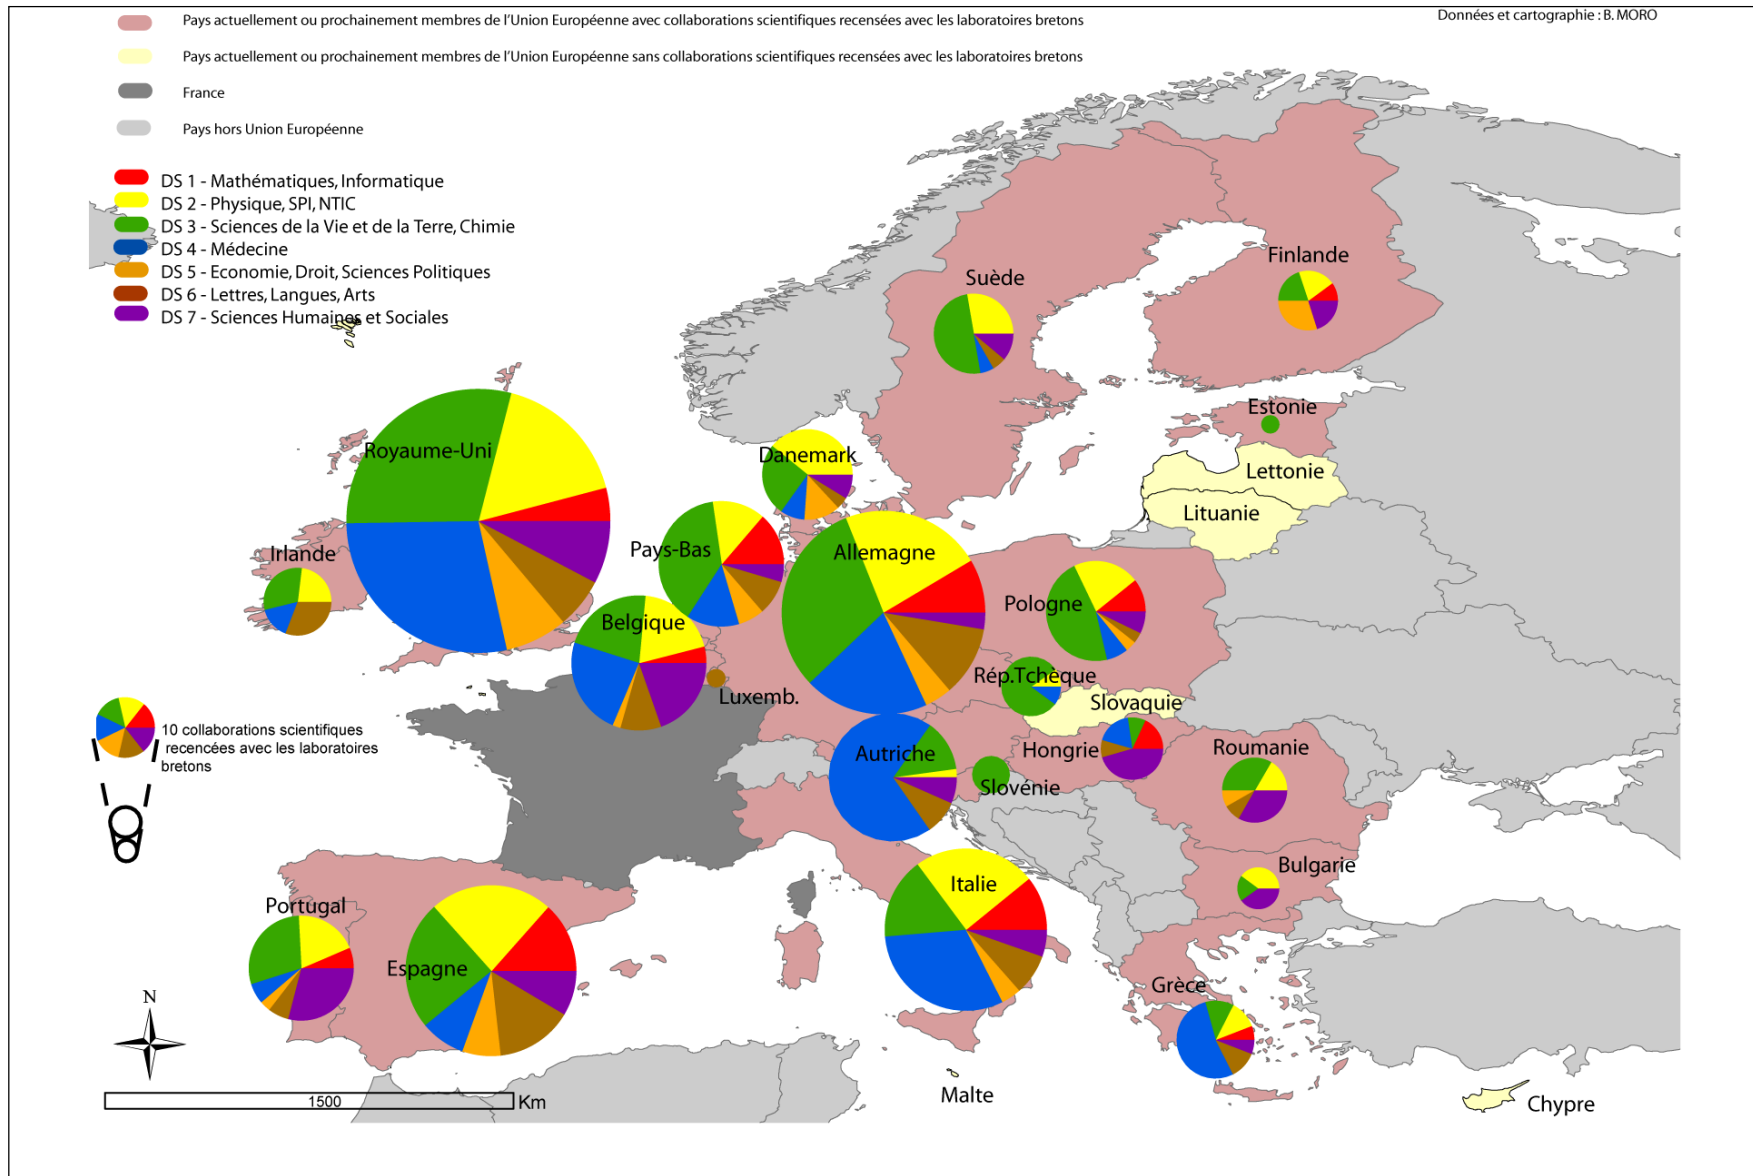 Données et cartographie : B. MORO
Pays actuellement ou prochainement membres de l'Union Européenne avec collaborations scientifiques recensées avec les laboratoires bretons
Pays actuellement ou prochainement membres de l'Union Européenne sans collaborations scientifiques recensées avec les laboratoires bretons
France
Pays hors Union Européenne
DS 1 - Mathématiques, Informatique
DS 2 - Physique, SPI, NTIC
DS 3 - Sciences de la Vie et de la Terre, Chimie
DS 4 - Médecine
DS 5 - Economie, Droit, Sciences Politiques
DS 6 - Lettres, Langues, Arts
DS 7 - Sciences Humaines et Sociales
Finlande
Suède
Estonie
Royaume-Uni
Danemark
Lettonie
Lituanie
Irlande
Pays-Bas
Allemagne
Pologne
Belgique
Rép.Tchèque
Luxemb.
Slovaquie
10 collaborations scientifiques
recencées avec les laboratoires
bretons
Autriche
Hongrie
Roumanie
Slovénie
Bulgarie
Italie
Portugal
Espagne
Grèce
N
Malte
1500 Km
Chypre